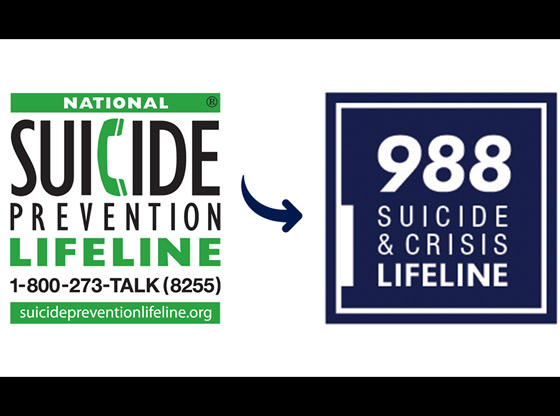 NATIONAL ®
SUICIDE
PREVENTION
LIFELINE
1-800-273-TALK (8255)
suicidepreventionlifeline.org
988
SUICIDE
& CRISIS
LIFELINE